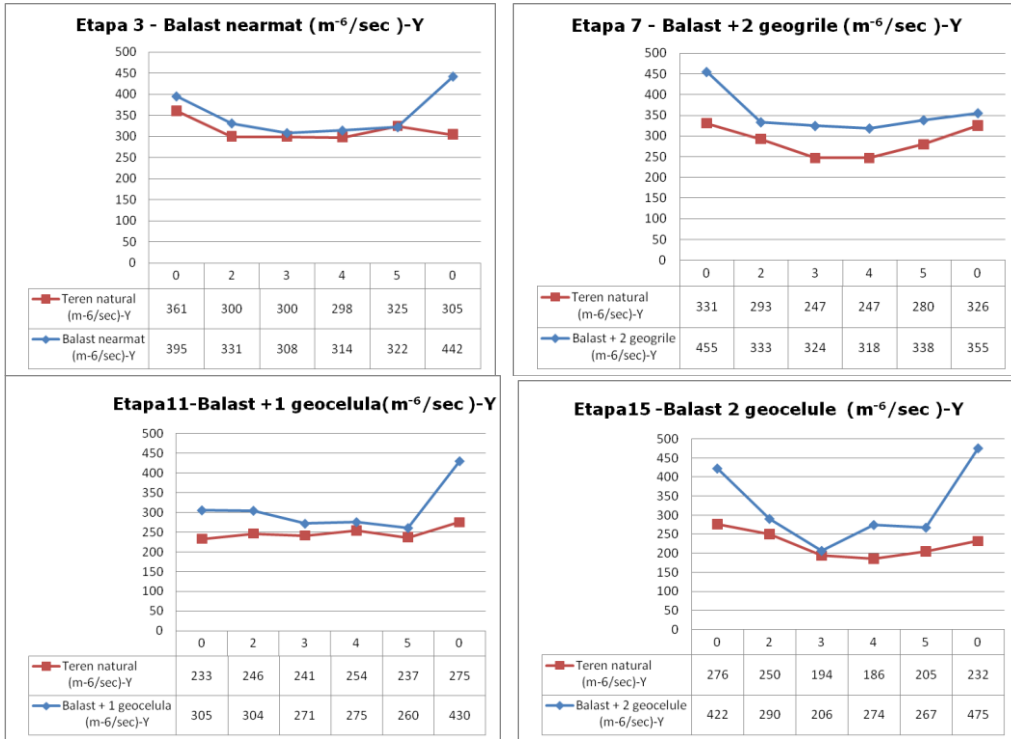 Etapa 3 - Balast nearmat (m⁻⁶/sec )-Y
500
450
400
350
300
250
200
150
100
50
0
0 2 3 4 5 0
Teren natural
(m-6/sec)-Y
361 300 300 298 325 305
Balast nearmat
(m-6/sec)-Y
395 331 308 314 322 442
Etapa 7 - Balast +2 geogrile (m⁻⁶/sec )-Y
500
450
400
350
300
250
200
150
100
50
0
0 2 3 4 5 0
Teren natural
(m-6/sec)-Y
331 293 247 247 280 326
Balast + 2 geogrile
(m-6/sec)-Y
455 333 324 318 338 355
Etapa11-Balast +1 geocelula(m⁻⁶/sec )-Y
500
450
400
350
300
250
200
150
100
50
0
0 2 3 4 5 0
Teren natural
(m-6/sec)-Y
233 246 241 254 237 275
Balast + 1 geocelula
(m-6/sec)-Y
305 304 271 275 260 430
Etapa15 -Balast 2 geocelule (m⁻⁶/sec )-Y
500
450
400
350
300
250
200
150
100
50
0
0 2 3 4 5 0
Teren natural
(m-6/sec)-Y
276 250 194 186 205 232
Balast + 2 geocelule
(m-6/sec)-Y
422 290 206 274 267 475